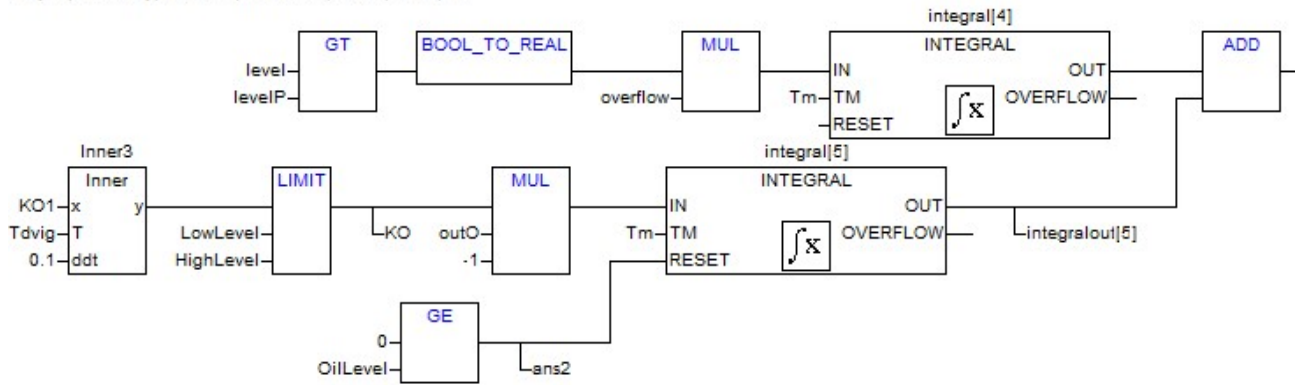 integral[4]
GT
BOOL_TO_REAL
MUL
INTEGRAL
ADD
level
IN
OUT
levelP
overflow
Tm
TM
OVERFLOW
RESET
∫x
Inner3
integral[5]
Inner
LIMIT
MUL
INTEGRAL
KO1
x
y
IN
OUT
Tdvig
T
LowLevel
KO
outO
Tm
TM
OVERFLOW
integralout[5]
0.1
ddt
HighLevel
-1
RESET
∫x
GE
0
OilLevel
ans2